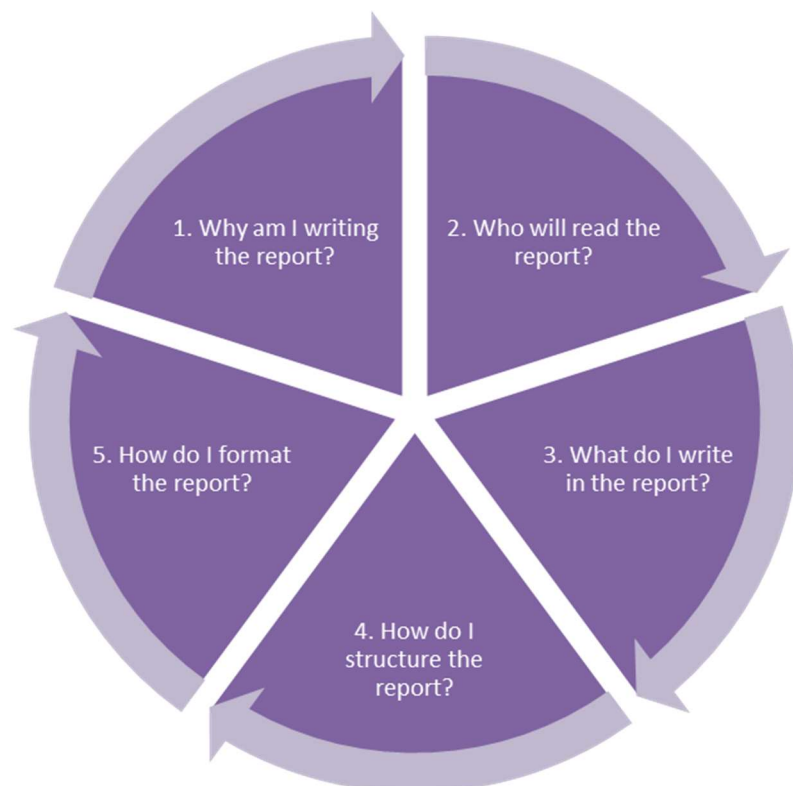 1. Why am I writing
the report?
2. Who will read the
report?
3. What do I write
in the report?
4. How do I
structure the
report?
5. How do I format
the report?